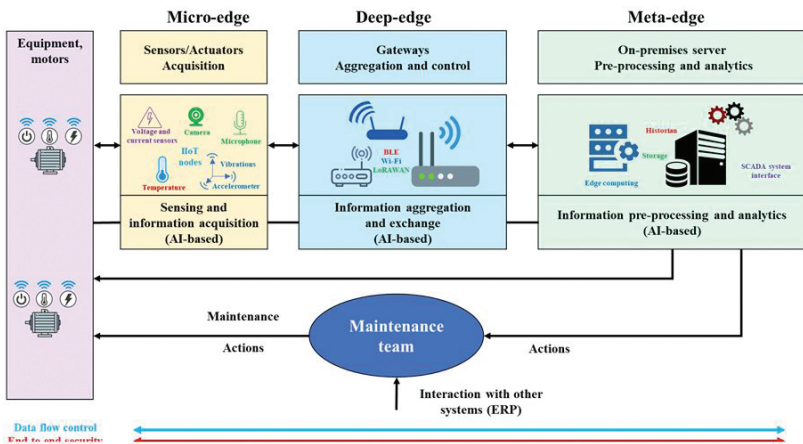 Micro-edge
Deep-edge
Meta-edge
Equipment,
motors
Sensors/Actuators
Acquisition
Gateways
Aggregation and control
On-premises server
Pre-processing and analytics
Voltage and
current sensors
Camera
Microphone
IIoT
nodes
Vibrations
Temperature
Accelerometer
BLE
Wi-Fi
LoRAWAN
Historian
Storage
Edge computing
SCADA system
interface
Sensing and
information acquisition
(AI-based)
Information aggregation
and exchange
(AI-based)
Information pre-processing and analytics
(AI-based)
Maintenance
Actions
Maintenance
team
Actions
Interaction with other
systems (ERP)
Data flow control
End to end security